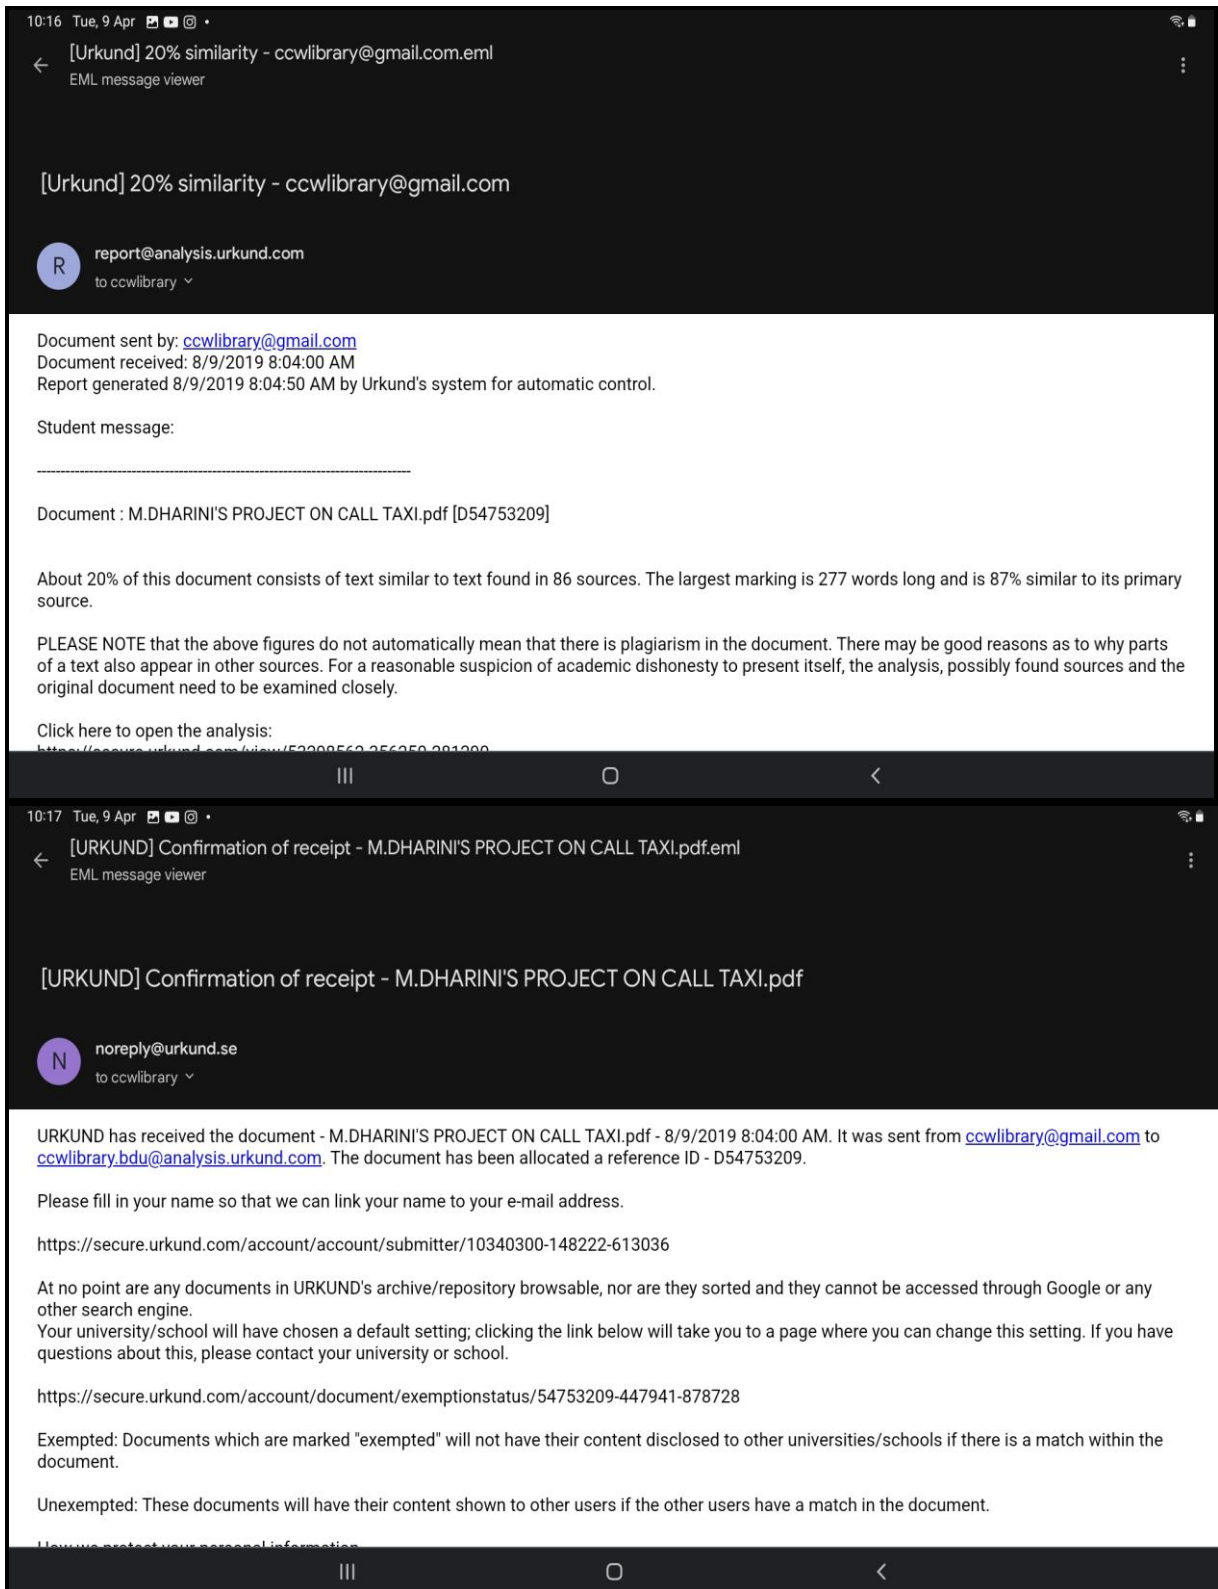 10:16 Tue, 9 Apr
[Urkund] 20% similarity - ccwlibrary@gmail.com.eml
EML message viewer
[Urkund] 20% similarity - ccwlibrary@gmail.com
R
report@analysis.urkund.com
to ccwlibrary
Document sent by: ccwlibrary@gmail.com
Document received: 8/9/2019 8:04:00 AM
Report generated 8/9/2019 8:04:50 AM by Urkund's system for automatic control.
Student message:
--------------------------------------------------------------------------------
Document : M.DHARINI'S PROJECT ON CALL TAXI.pdf [D54753209]
About 20% of this document consists of text similar to text found in 86 sources. The largest marking is 277 words long and is 87% similar to its primary
source.
PLEASE NOTE that the above figures do not automatically mean that there is plagiarism in the document. There may be good reasons as to why parts
of a text also appear in other sources. For a reasonable suspicion of academic dishonesty to present itself, the analysis, possibly found sources and the
original document need to be examined closely.
Click here to open the analysis:
10:17 Tue, 9 Apr
[URKUND] Confirmation of receipt - M.DHARINI'S PROJECT ON CALL TAXI.pdf.eml
EML message viewer
[URKUND] Confirmation of receipt - M.DHARINI'S PROJECT ON CALL TAXI.pdf
N
noreply@urkund.se
to ccwlibrary
URKUND has received the document - M.DHARINI'S PROJECT ON CALL TAXI.pdf - 8/9/2019 8:04:00 AM. It was sent from ccwlibrary@gmail.com to
ccwlibrary.bdu@analysis.urkund.com. The document has been allocated a reference ID - D54753209.
Please fill in your name so that we can link your name to your e-mail address.
https://secure.urkund.com/account/account/submitter/10340300-148222-613036
At no point are any documents in URKUND's archive/repository browsable, nor are they sorted and they cannot be accessed through Google or any
other search engine.
Your university/school will have chosen a default setting; clicking the link below will take you to a page where you can change this setting. If you have
questions about this, please contact your university or school.
https://secure.urkund.com/account/document/exemptionstatus/54753209-447941-878728
Exempted: Documents which are marked "exempted" will not have their content disclosed to other universities/schools if there is a match within the
document.
Unexempted: These documents will have their content shown to other users if the other users have a match in the document.
How we protect your personal information